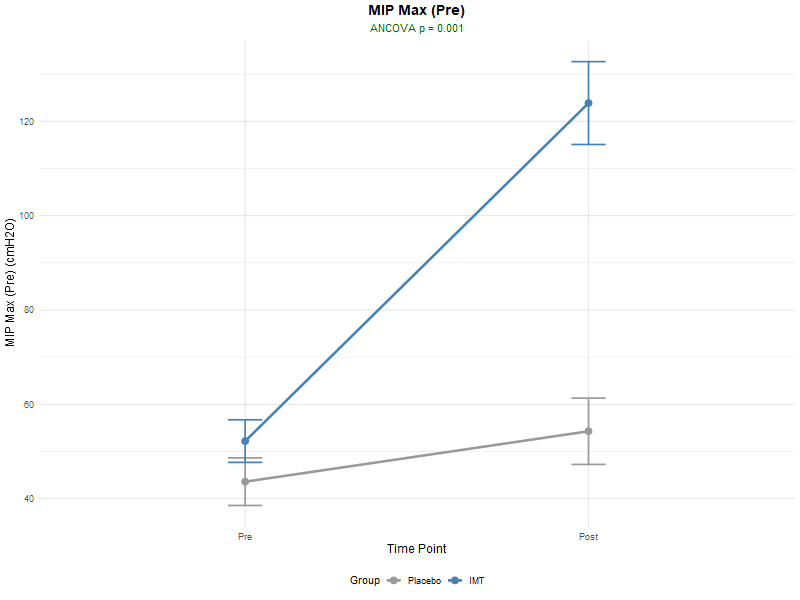 MIP Max (Pre)
ANCOVA p = 0.001
MIP Max (Pre) (cmH2O)
120
100
80
60
40
Pre Post
Time Point
Group Placebo IMT